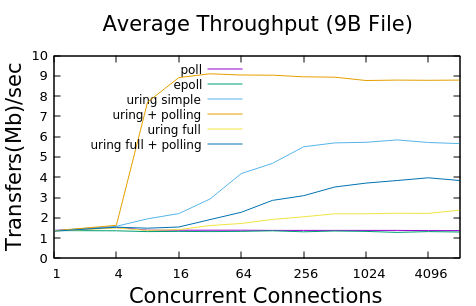 Average Throughput (9B File)
Transfers(Mb)/sec
10
9
8
7
6
5
4
3
2
1
0
poll
epoll
uring simple
uring + polling
uring full
uring full + polling
1 4 16 64 256 1024 4096
Concurrent Connections